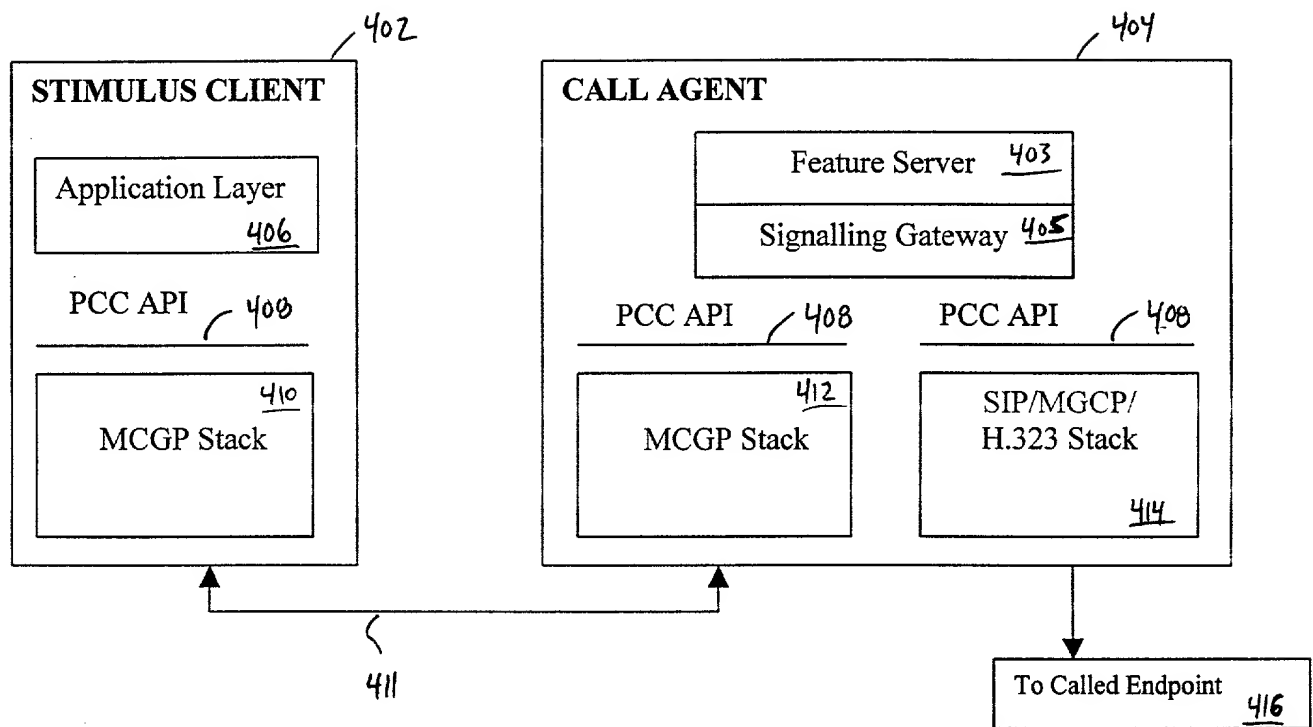 402
404
STIMULUS CLIENT
CALL AGENT
Application Layer
406
Feature Server 403
Signalling Gateway 405
PCC API 408
PCC API 408
PCC API 408
410
MCGP Stack
412
MCGP Stack
SIP/MGCP/
H.323 Stack
414
411
To Called Endpoint
416